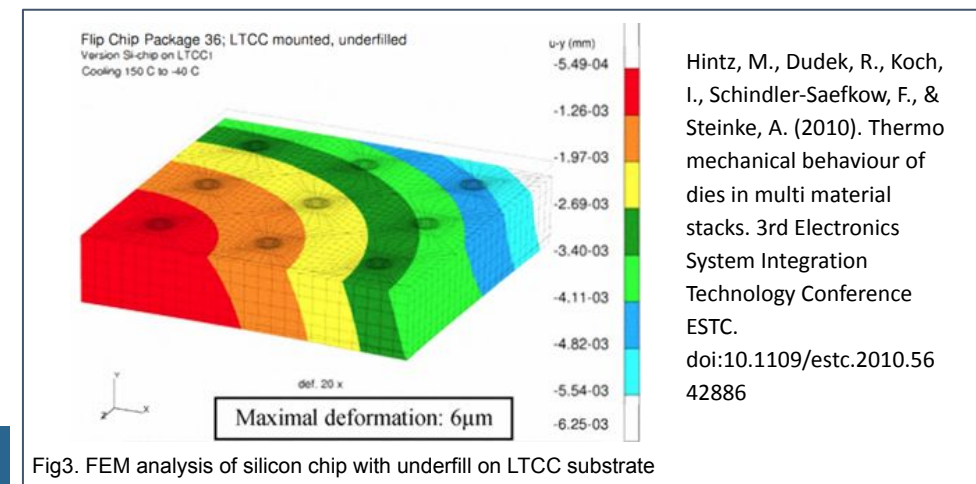 Flip Chip Package 36; LTCC mounted, underfilled
Version Si-chip on LTCC1
Cooling 150 C to -40 C
u-y (mm)
-5.49-04
-1.26-03
-1.97-03
-2.69-03
-3.40-03
-4.11-03
-4.82-03
-5.54-03
-6.25-03
Y
X
Z
def. 20 x
Maximal deformation: 6µm
Fig3. FEM analysis of silicon chip with underfill on LTCC substrate
Hintz, M., Dudek, R., Koch,
I., Schindler-Saefkow, F., &
Steinke, A. (2010). Thermo
mechanical behaviour of
dies in multi material
stacks. 3rd Electronics
System Integration
Technology Conference
ESTC.
doi:10.1109/estc.2010.56
42886